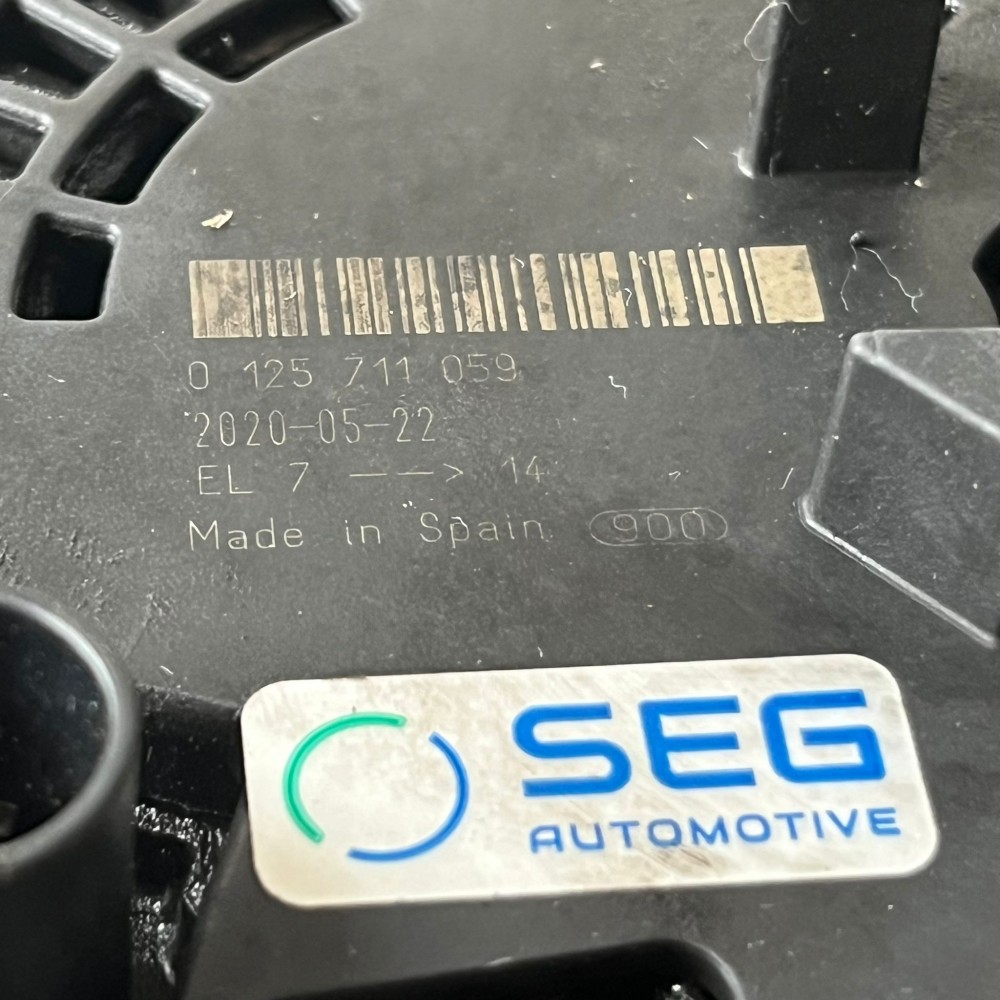 0 125 711 059
2020-05-22
EL 7 --> 14
Made in Spain 900
SEG
AUTOMOTIVE